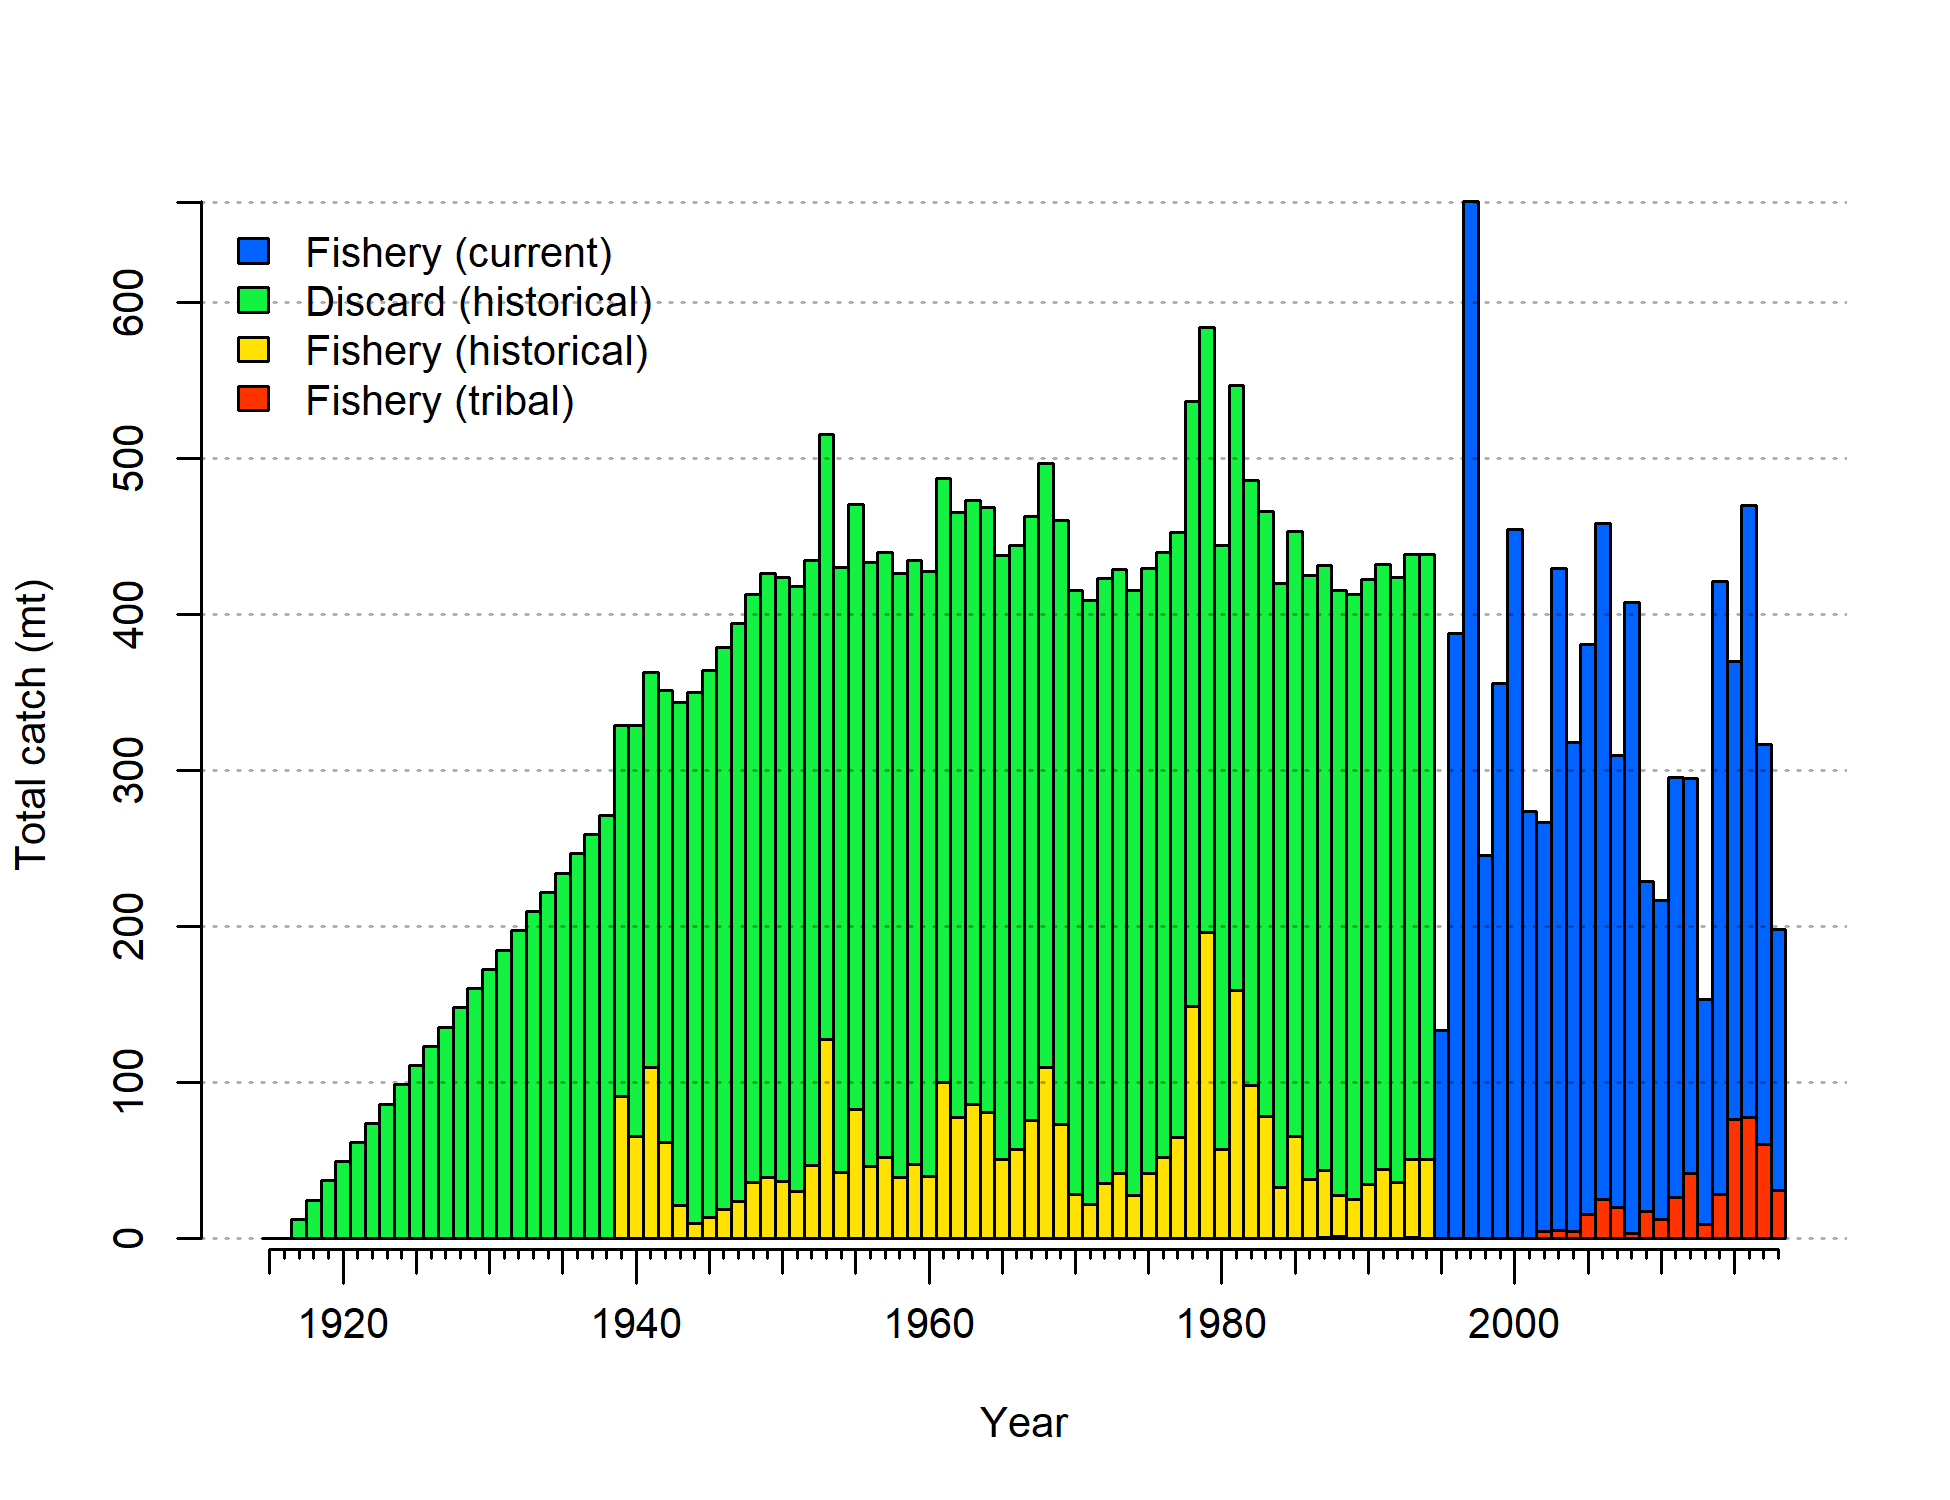 Fishery (current)
Discard (historical)
Fishery (historical)
Fishery (tribal)
Total catch (mt)
600
500
400
300
200
100
0
1920 1940 1960 1980 2000
Year